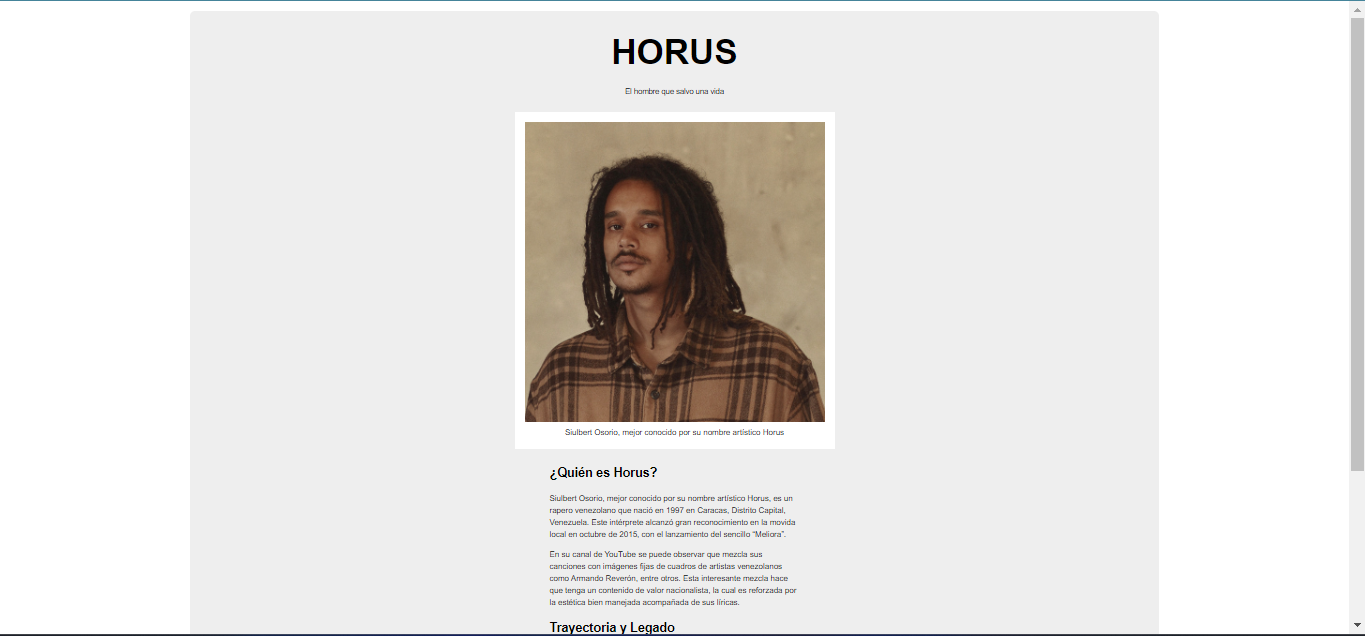 HORUS
El hombre que salvo una vida
Siulbert Osorio, mejor conocido por su nombre artístico Horus
¿Quién es Horus?
Siulbert Osorio, mejor conocido por su nombre artístico Horus, es un
rapero venezolano que nació en 1997 en Caracas, Distrito Capital,
Venezuela. Este intérprete alcanzó gran reconocimiento en la movida
local en octubre de 2015, con el lanzamiento del sencillo “Meliora”.
En su canal de YouTube se puede observar que mezcla sus
canciones con imágenes fijas de cuadros de artistas venezolanos
como Armando Reverón, entre otros. Esta interesante mezcla hace
que tenga un contenido de valor nacionalista, la cual es reforzada por
la estética bien manejada acompañada de sus líricas.
Trayectoria y Legado